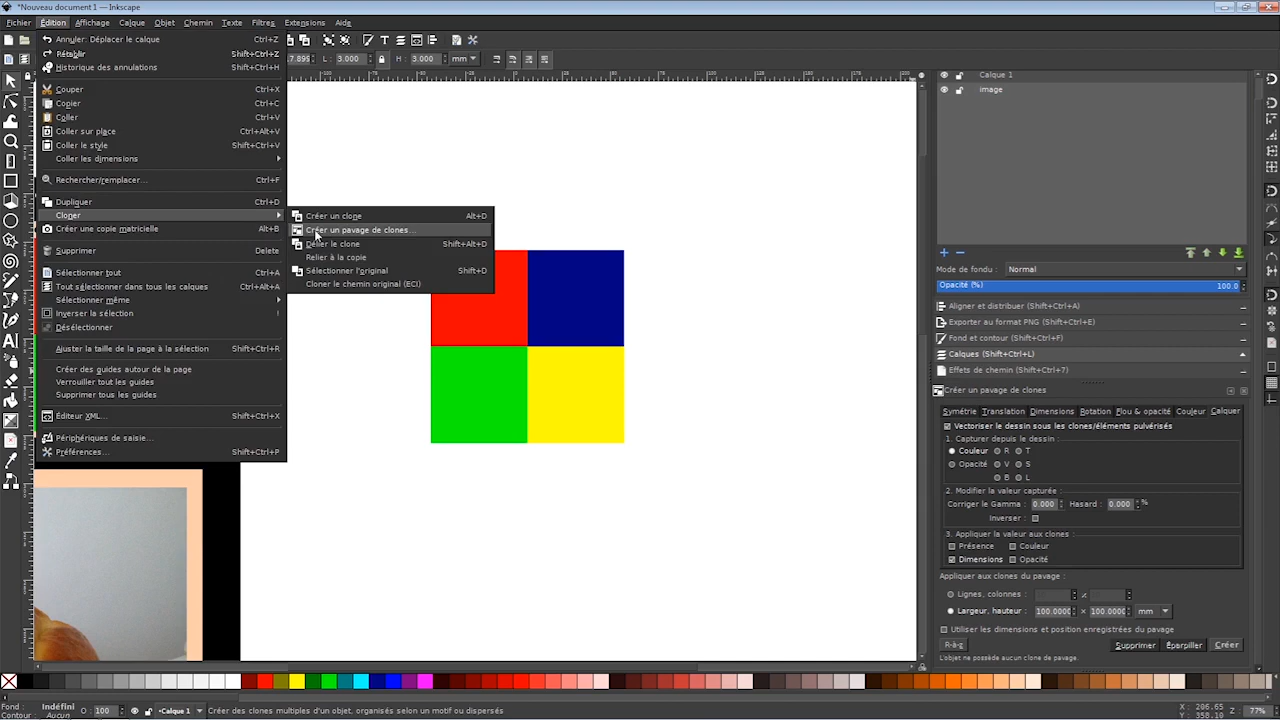 *Nouveau document 1 — Inkscape
Fichier Édition Affichage Calque Objet Chemin Texte Filtres Extensions Aide
Annuler: Déplacer le calque Ctrl+Z
Rétablir Shift+Ctrl+Z
Historique des annulations Shift+Ctrl+H
Couper Ctrl+X
Copier Ctrl+C
Coller Ctrl+V
Coller sur place Ctrl+Alt+V
Coller le style Shift+Ctrl+V
Coller les dimensions
Rechercher/remplacer... Ctrl+F
Dupliquer Ctrl+D
Cloner
Créer une copie matricielle Alt+B
Supprimer Delete
Sélectionner tout Ctrl+A
Tout sélectionner dans tous les calques Ctrl+Alt+A
Sélectionner même
Inverser la sélection !
Désélectionner
Ajuster la taille de la page à la sélection Shift+Ctrl+R
Créer des guides autour de la page
Verrouiller tout les guides
Supprimer tous les guides
Éditeur XML... Shift+Ctrl+X
Périphériques de saisie...
Préférences... Shift+Ctrl+P
Créer un clone Alt+D
Créer un pavage de clones...
Délier le clone Shift+Alt+D
Relier à la copie
Sélectionner l'original Shift+D
Cloner le chemin original (ECI)
L : 3.000 H : 3.000 mm
Calque 1
image
Mode de fondu : Normal
Opacité (%) 100.0
Aligner et distribuer (Shift+Ctrl+A)
Exporter au format PNG (Shift+Ctrl+E)
Fond et contour (Shift+Ctrl+F)
Calques (Shift+Ctrl+L)
Effets de chemin (Shift+Ctrl+7)
Créer un pavage de clones
Symétrie Translation Dimensions Rotation Flou & opacité Couleur Calquer
Vectoriser le dessin sous les clones/éléments pulvérisés
1. Capturer depuis le dessin :
Couleur R T
Opacité V S
B L
2. Modifier la valeur capturée :
Corriger le Gamma : 0.000 Hasard : 0.000 %
Inverser :
3. Appliquer la valeur aux clones :
Présence Couleur
Dimensions Opacité
Appliquer aux clones du pavage :
Lignes, colonnes :
Largeur, hauteur : 100.0000 × 100.0000 mm
Utiliser les dimensions et position enregistrées du pavage
R-à-g Supprimer Éparpiller Créer
L'objet ne possède aucun clone de pavage.
Fond : Indéfini
Contour : Aucun
O : 100
•Calque 1
Créer des clones multiples d'un objet, organisés selon un motif ou dispersés
X : 206.65
Y : 358.10
Z : 77%